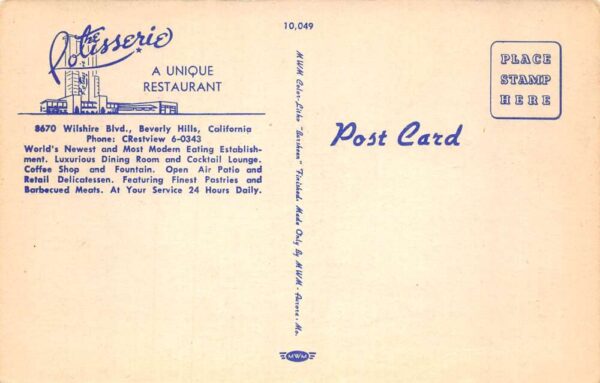 the
Rotisserie
A UNIQUE
RESTAURANT
8670 Wilshire Blvd., Beverly Hills, California
Phone: CRestview 6-0343
World's Newest and Most Modern Eating Establish-
ment. Luxurious Dining Room and Cocktail Lounge.
Coffee Shop and Fountain. Open Air Patio and
Retail Delicatessen. Featuring Finest Pastries and
Barbecued Meats. At Your Service 24 Hours Daily.
10,049
MWM Color-Litho "Lusheen" Finished. Made Only By MWM - Aurora - Mo.
MWM
Post Card
PLACE
STAMP
HERE